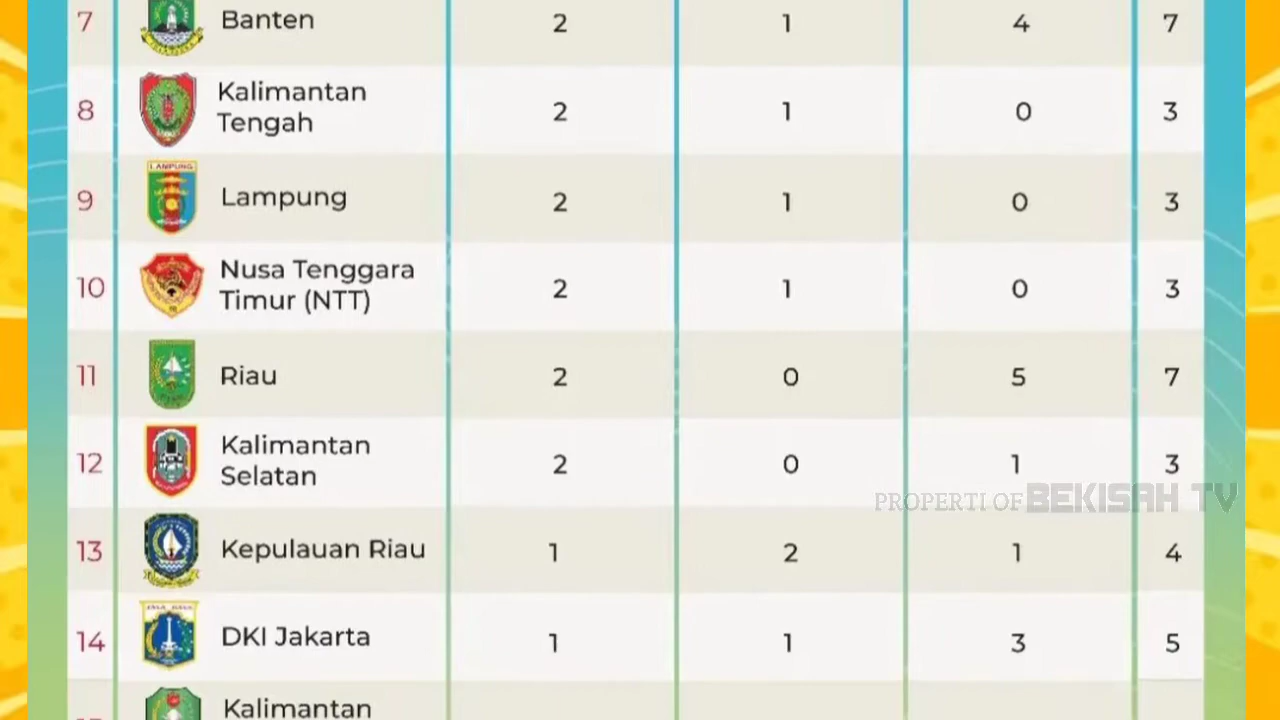 7 Banten 2 1 4 7
8 Kalimantan Tengah 2 1 0 3
LAMPUNG
9 Lampung 2 1 0 3
10 Nusa Tenggara Timur (NTT) 2 1 0 3
11 Riau 2 0 5 7
12 Kalimantan Selatan 2 0 1 3
PROPERTI OF BEKISAH TV
13 Kepulauan Riau 1 2 1 4
JAYA RAYA
14 DKI Jakarta 1 1 3 5
Kalimantan